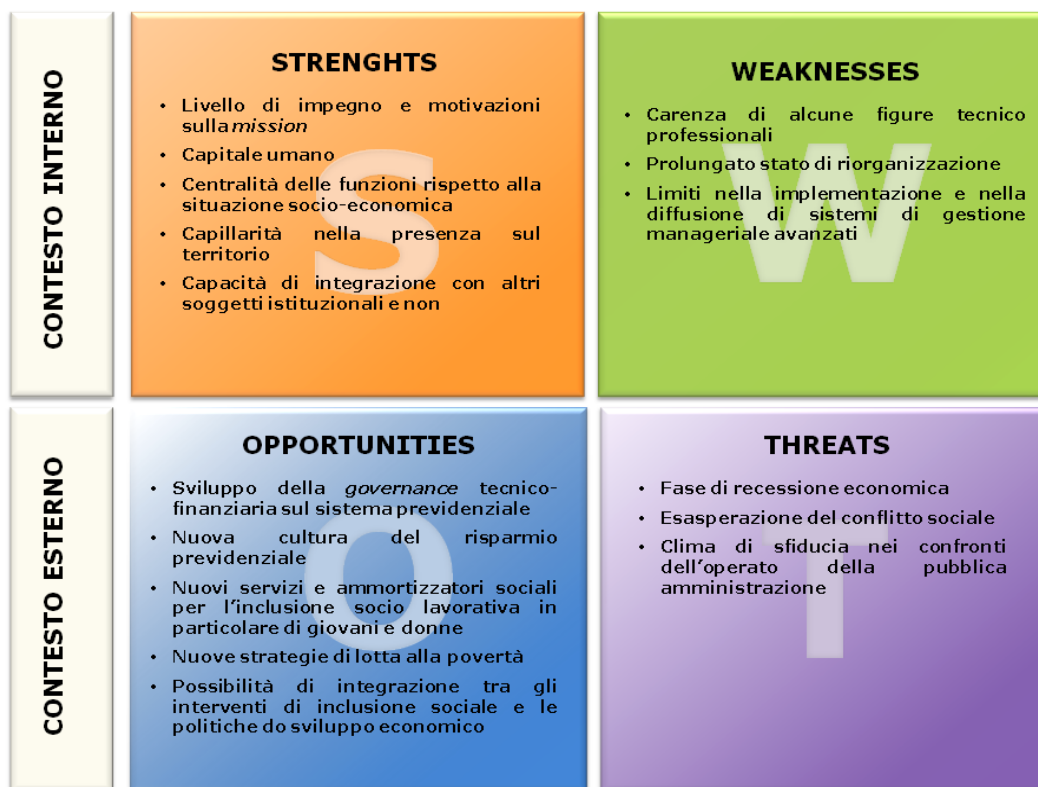 CONTESTO INTERNO
STRENGHTS
• Livello di impegno e motivazioni
sulla mission
• Capitale umano
• Centralità delle funzioni rispetto alla
situazione socio-economica
• Capillarità nella presenza sul
territorio
• Capacità di integrazione con altri
soggetti istituzionali e non
S
WEAKNESSES
• Carenza di alcune figure tecnico
professionali
• Prolungato stato di riorganizzazione
• Limiti nella implementazione e nella
diffusione di sistemi di gestione
manageriale avanzati
W
CONTESTO ESTERNO
OPPORTUNITIES
• Sviluppo della governance tecnico-
finanziaria sul sistema previdenziale
• Nuova cultura del risparmio
previdenziale
• Nuovi servizi e ammortizzatori sociali
per l'inclusione socio lavorativa in
particolare di giovani e donne
• Nuove strategie di lotta alla povertà
• Possibilità di integrazione tra gli
interventi di inclusione sociale e le
politiche do sviluppo economico
O
THREATS
• Fase di recessione economica
• Esasperazione del conflitto sociale
• Clima di sfiducia nei confronti
dell'operato della pubblica
amministrazione
T